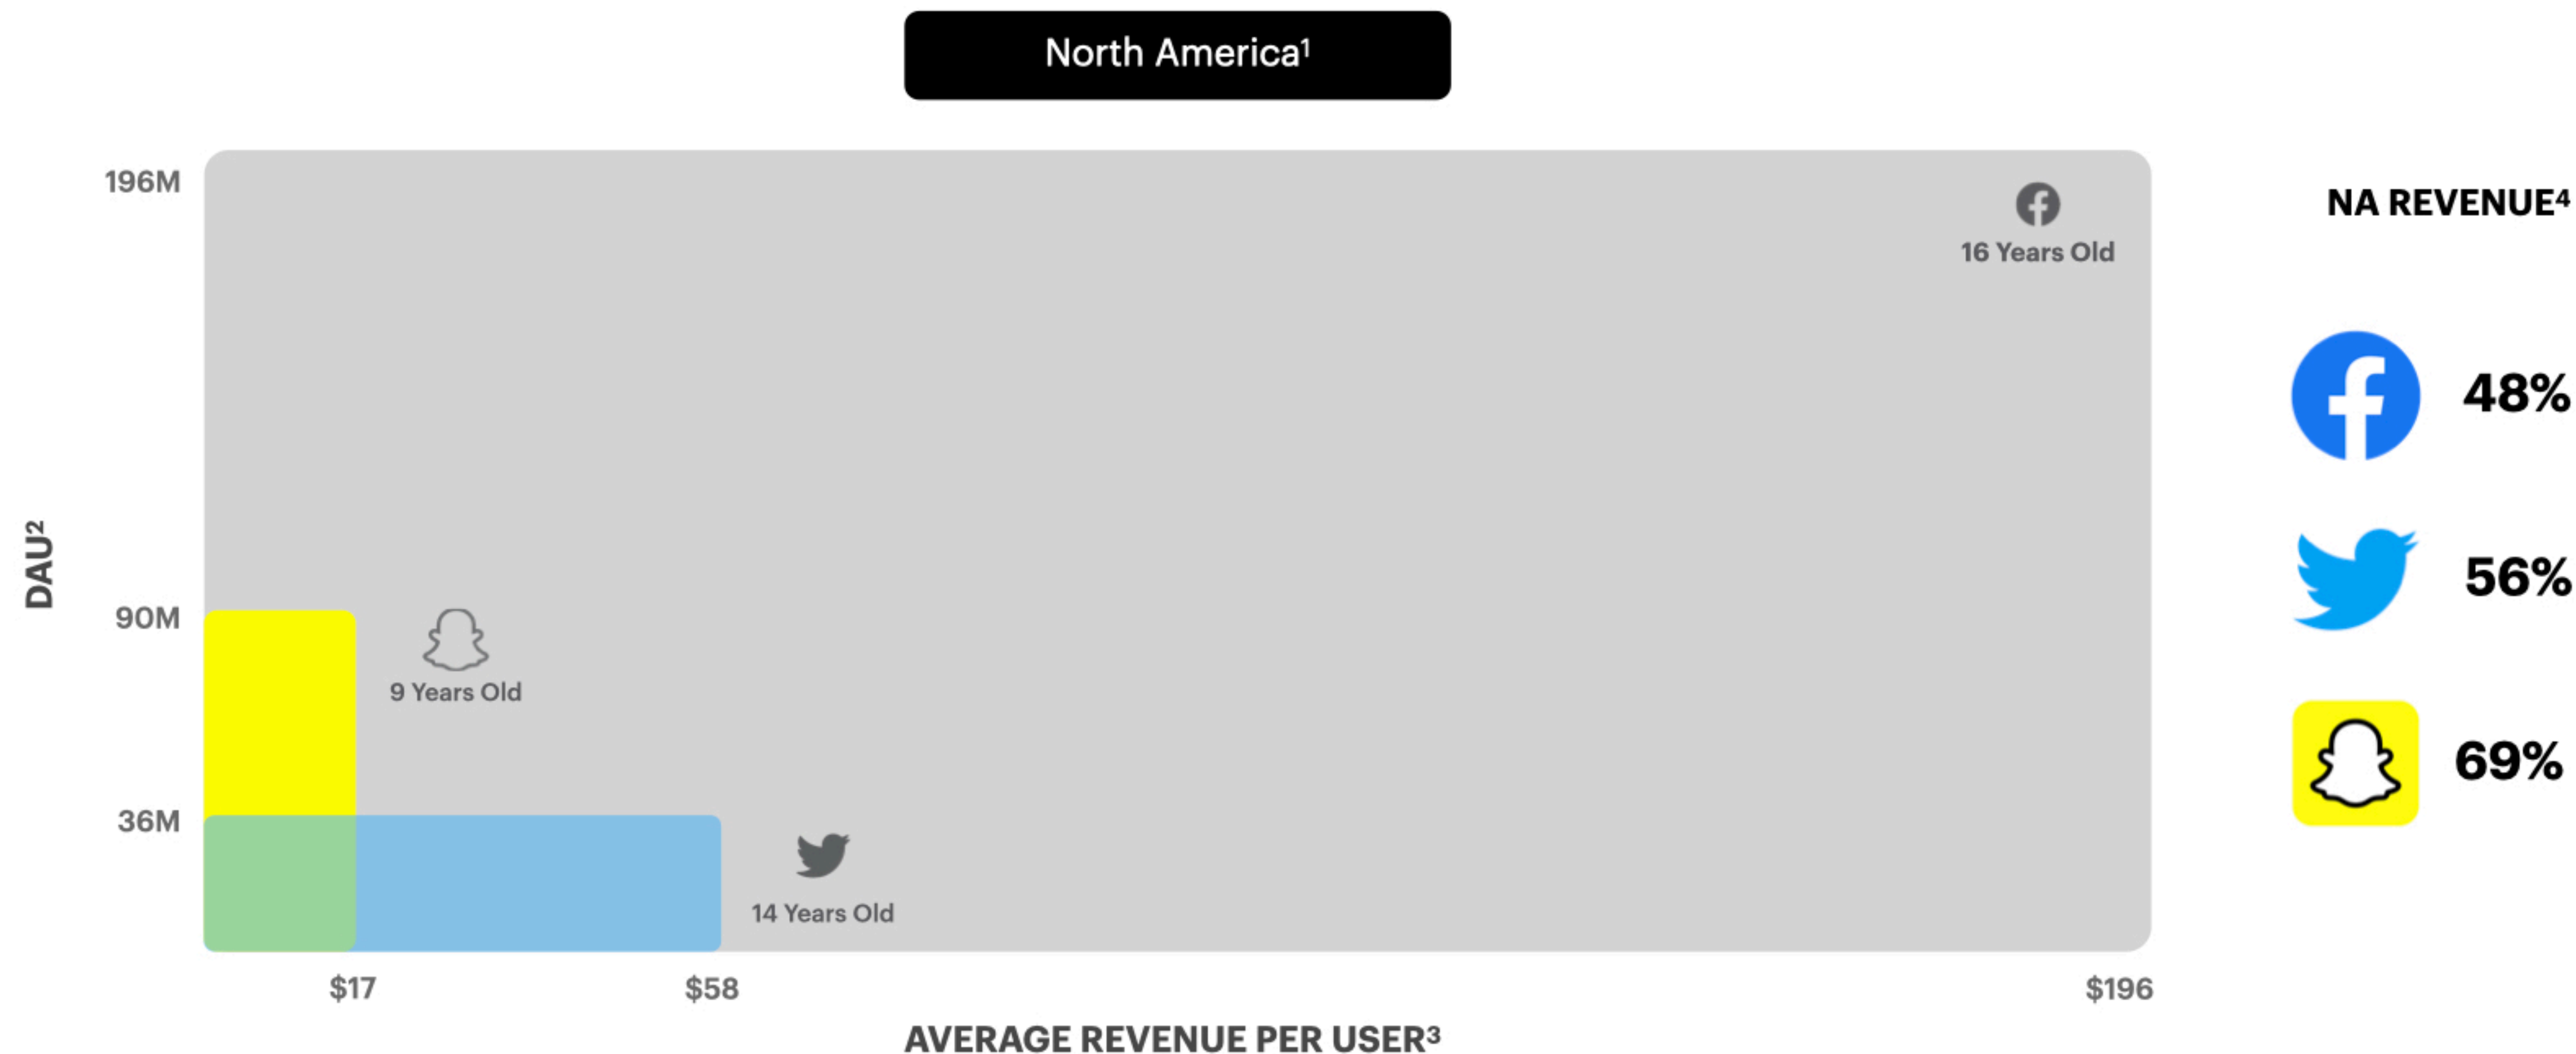 North America¹
196M
16 Years Old
NA REVENUE⁴
48%
DAU²
56%
90M
9 Years Old
69%
36M
14 Years Old
$17
$58
$196
AVERAGE REVENUE PER USER³